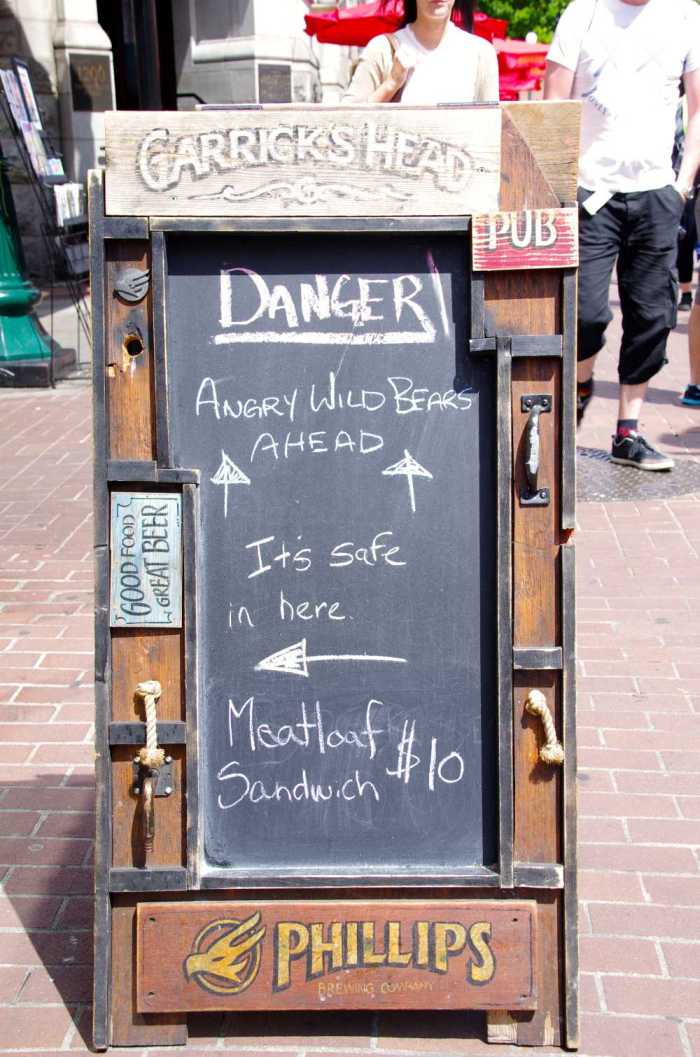 GARRICK'S HEAD
PUB
DANGER!
ANGRY WILD BEARS
AHEAD
It's safe
in here.
Meatloaf
Sandwich $10
GOOD FOOD
GREAT BEER
PHILLIPS
BREWING COMPANY